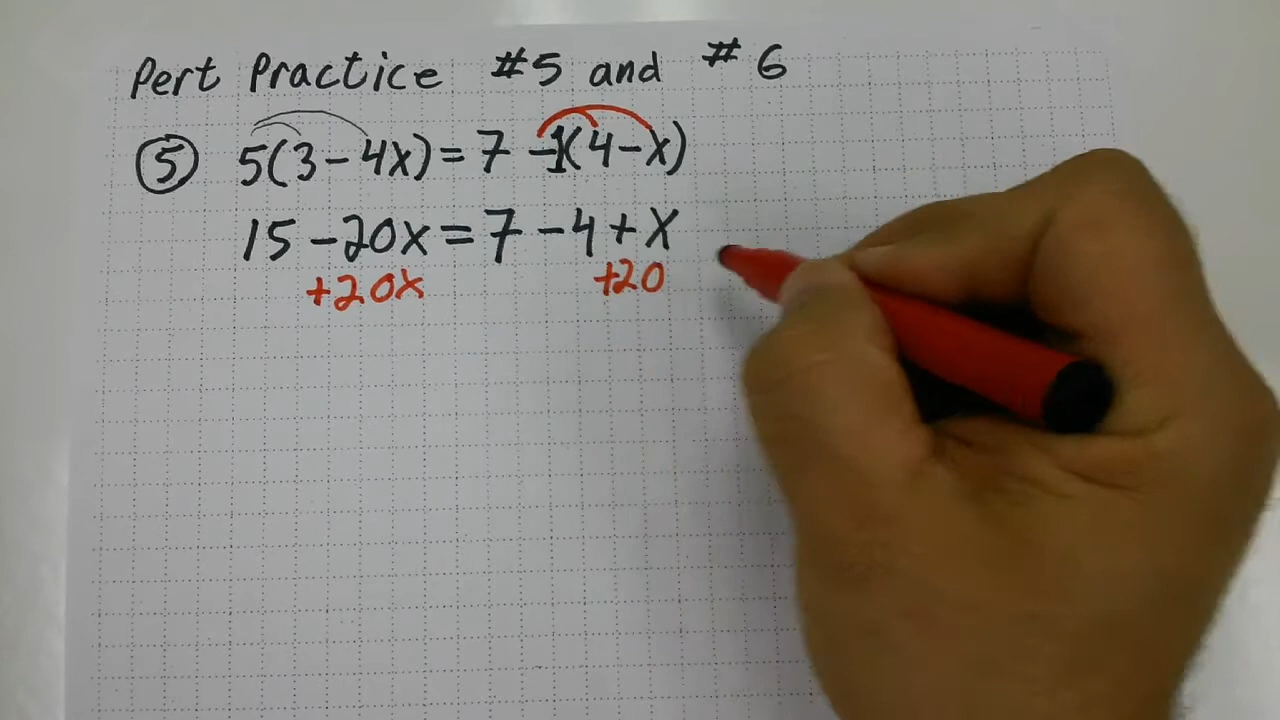 Pert Practice #5 and #6
⑤ 5(3-4x)=7-1(4-x)
15-20x=7-4+x
+20x +20